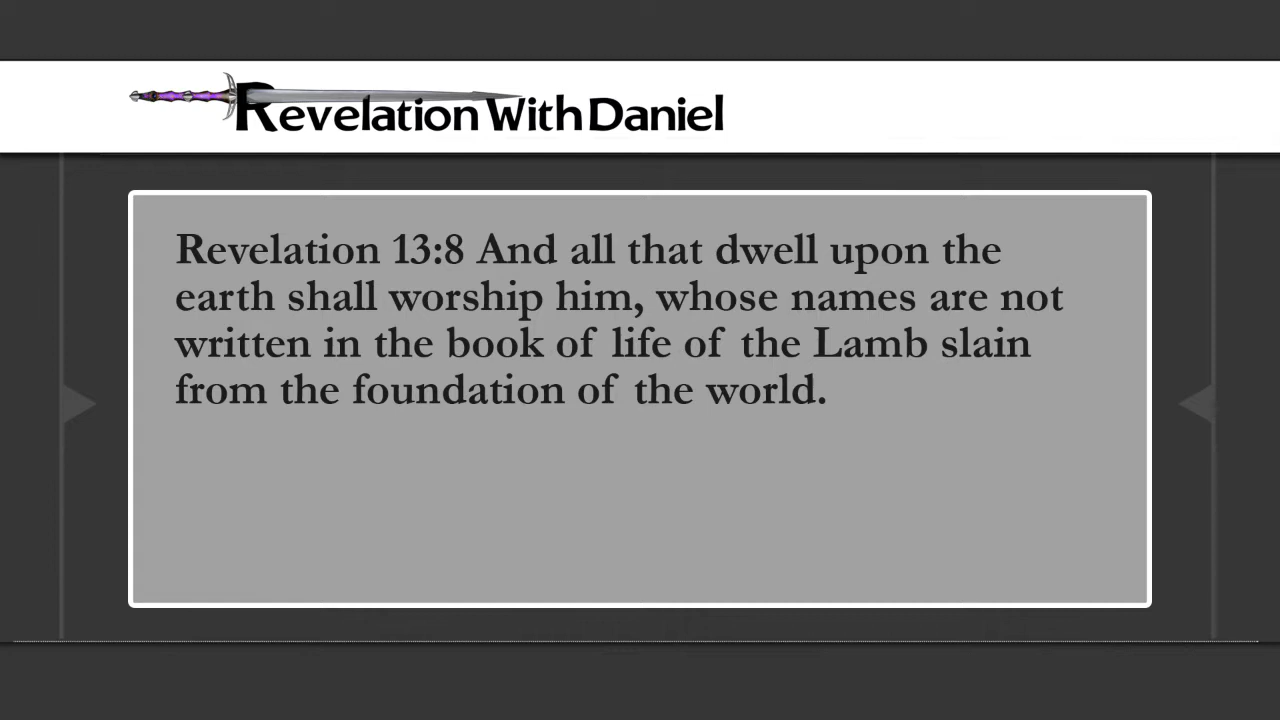 Revelation With Daniel
Revelation 13:8 And all that dwell upon the
earth shall worship him, whose names are not
written in the book of life of the Lamb slain
from the foundation of the world.